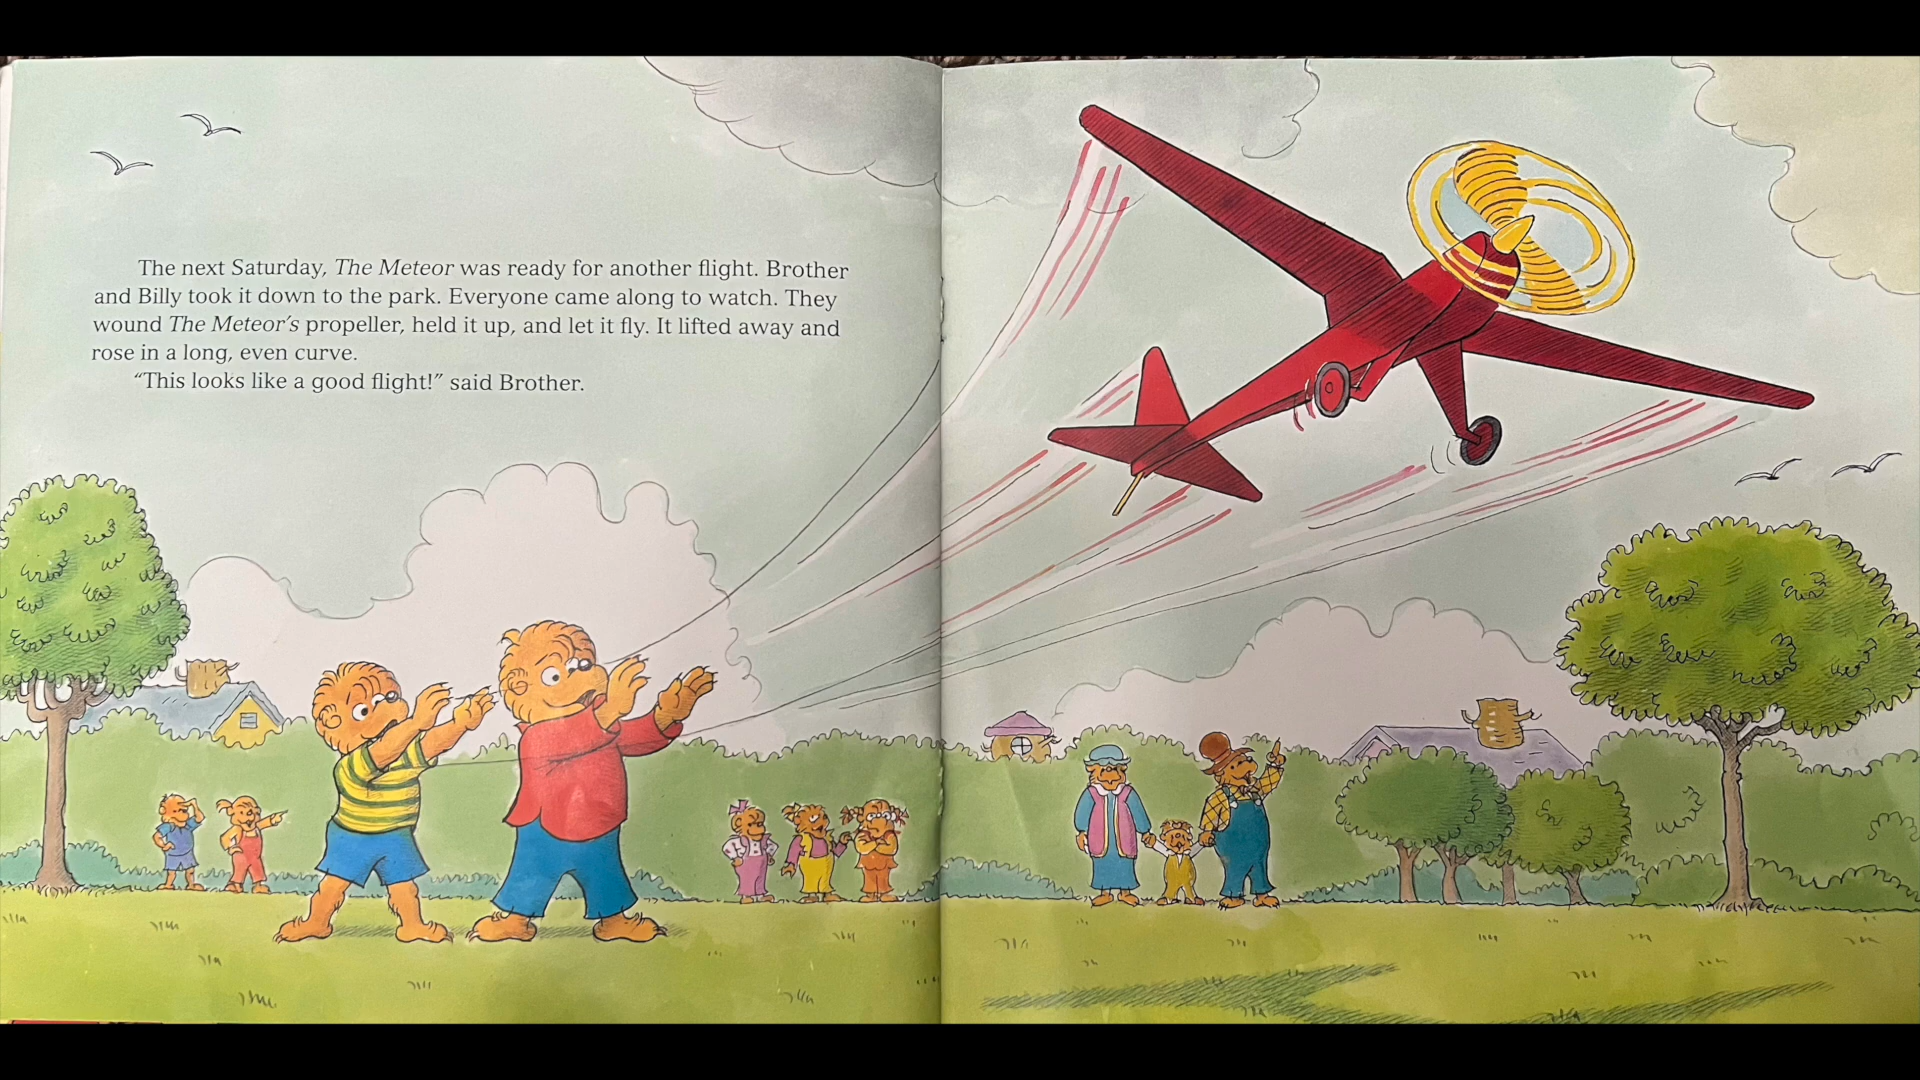 The next Saturday, The Meteor was ready for another flight. Brother
and Billy took it down to the park. Everyone came along to watch. They
wound The Meteor’s propeller, held it up, and let it fly. It lifted away and
rose in a long, even curve.
“This looks like a good flight!” said Brother.